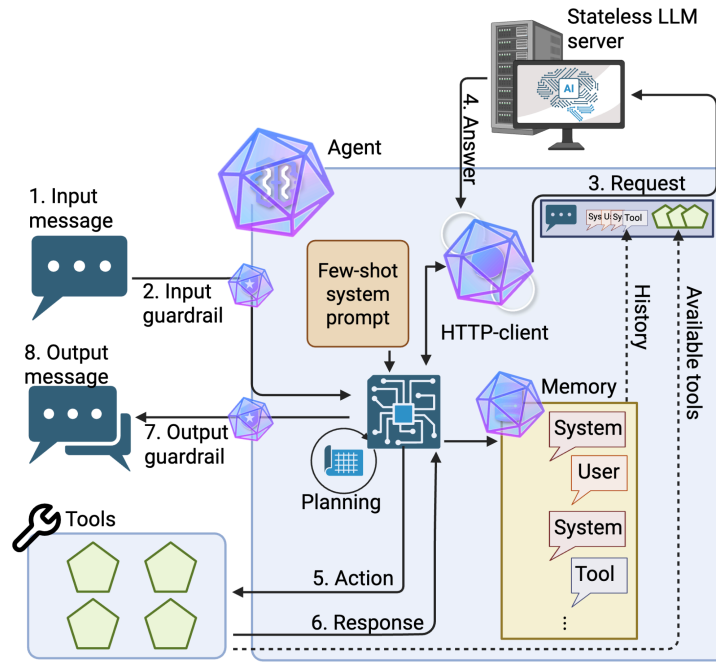 Stateless LLM
server
AI
Agent
4. Answer
3. Request
1. Input
message
Sys
U
Sy
Tool
2. Input
guardrail
Few-shot
system
prompt
HTTP-client
History
Available tools
8. Output
message
7. Output
guardrail
Planning
Memory
System
User
System
Tool
⋮
Tools
5. Action
6. Response